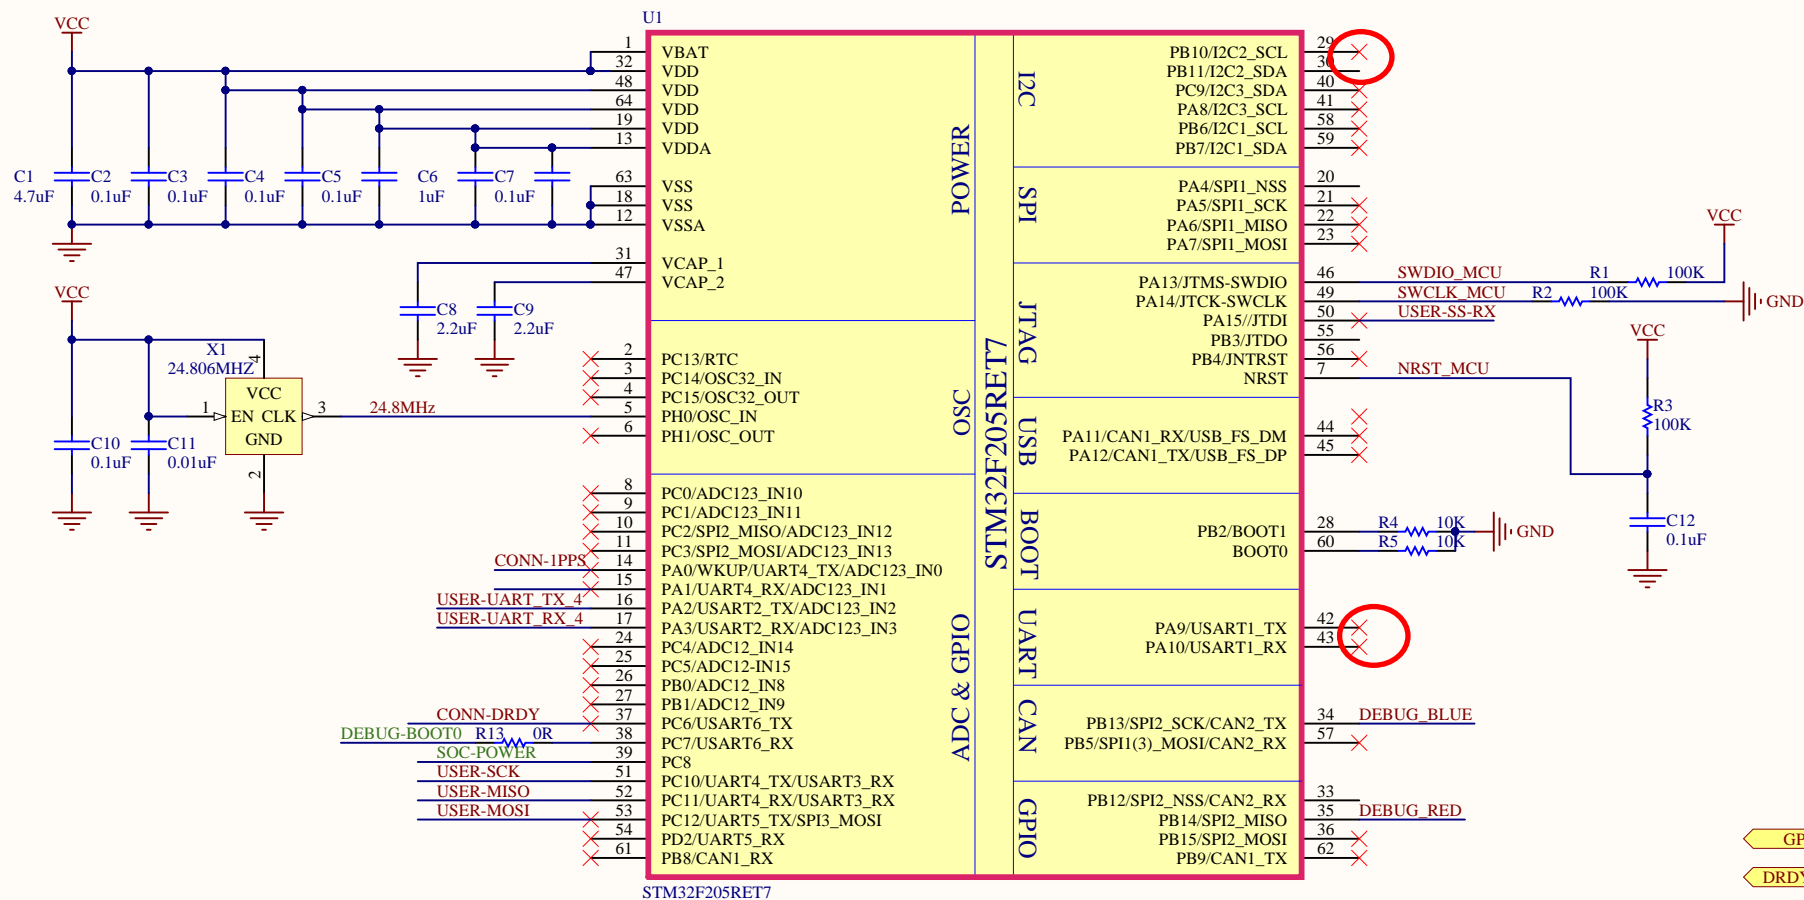 U1
VCC
1 VBAT
32 VDD
48 VDD
64 VDD
19 VDD
13 VDDA
63 VSS
18 VSS
12 VSSA
31 VCAP_1
47 VCAP_2
C1 C2 C3 C4 C5 C6 C7
4.7uF 0.1uF 0.1uF 0.1uF 0.1uF 1uF 0.1uF
C8 C9
2.2uF 2.2uF
POWER
VCC
X1
24.806MHZ
4
VCC
1 EN CLK 3
GND
2
24.8MHz
C10 C11
0.1uF 0.01uF
2 PC13/RTC
3 PC14/OSC32_IN
4 PC15/OSC32_OUT
5 PH0/OSC_IN
6 PH1/OSC_OUT
OSC
8 PC0/ADC123_IN10
9 PC1/ADC123_IN11
10 PC2/SPI2_MISO/ADC123_IN12
11 PC3/SPI2_MOSI/ADC123_IN13
CONN-1PPS 14 PA0/WKUP/UART4_TX/ADC123_IN0
15 PA1/UART4_RX/ADC123_IN1
USER-UART_TX_4 16 PA2/USART2_TX/ADC123_IN2
USER-UART_RX_4 17 PA3/USART2_RX/ADC123_IN3
24 PC4/ADC12_IN14
25 PC5/ADC12-IN15
26 PB0/ADC12_IN8
27 PB1/ADC12_IN9
CONN-DRDY 37 PC6/USART6_TX
DEBUG-BOOT0 R13 0R 38 PC7/USART6_RX
SOC-POWER 39 PC8
USER-SCK 51 PC10/UART4_TX/USART3_RX
USER-MISO 52 PC11/UART4_RX/USART3_RX
USER-MOSI 53 PC12/UART5_TX/SPI3_MOSI
54 PD2/UART5_RX
61 PB8/CAN1_RX
ADC & GPIO
STM32F205RET7
I2C
PB10/I2C2_SCL 29
PB11/I2C2_SDA 30
PC9/I2C3_SDA 40
PA8/I2C3_SCL 41
PB6/I2C1_SCL 58
PB7/I2C1_SDA 59
SPI
PA4/SPI1_NSS 20
PA5/SPI1_SCK 21
PA6/SPI1_MISO 22
PA7/SPI1_MOSI 23
JTAG
PA13/JTMS-SWDIO 46 SWDIO_MCU R1 100K
VCC
PA14/JTCK-SWCLK 49 SWCLK_MCU R2 100K GND
PA15//JTDI 50 USER-SS-RX
PB3/JTDO 55
PB4/JNTRST 56
NRST 7 NRST_MCU
VCC
R3
100K
C12
0.1uF
USB
PA11/CAN1_RX/USB_FS_DM 44
PA12/CAN1_TX/USB_FS_DP 45
BOOT
PB2/BOOT1 28 R4 10K GND
BOOT0 60 R5 10K
UART
PA9/USART1_TX 42
PA10/USART1_RX 43
CAN
PB13/SPI2_SCK/CAN2_TX 34 DEBUG_BLUE
PB5/SPI1(3)_MOSI/CAN2_RX 57
GPIO
PB12/SPI2_NSS/CAN2_RX 33
PB14/SPI2_MISO 35 DEBUG_RED
PB15/SPI2_MOSI 36
PB9/CAN1_TX 62
GP
DRDY
STM32F205RET7